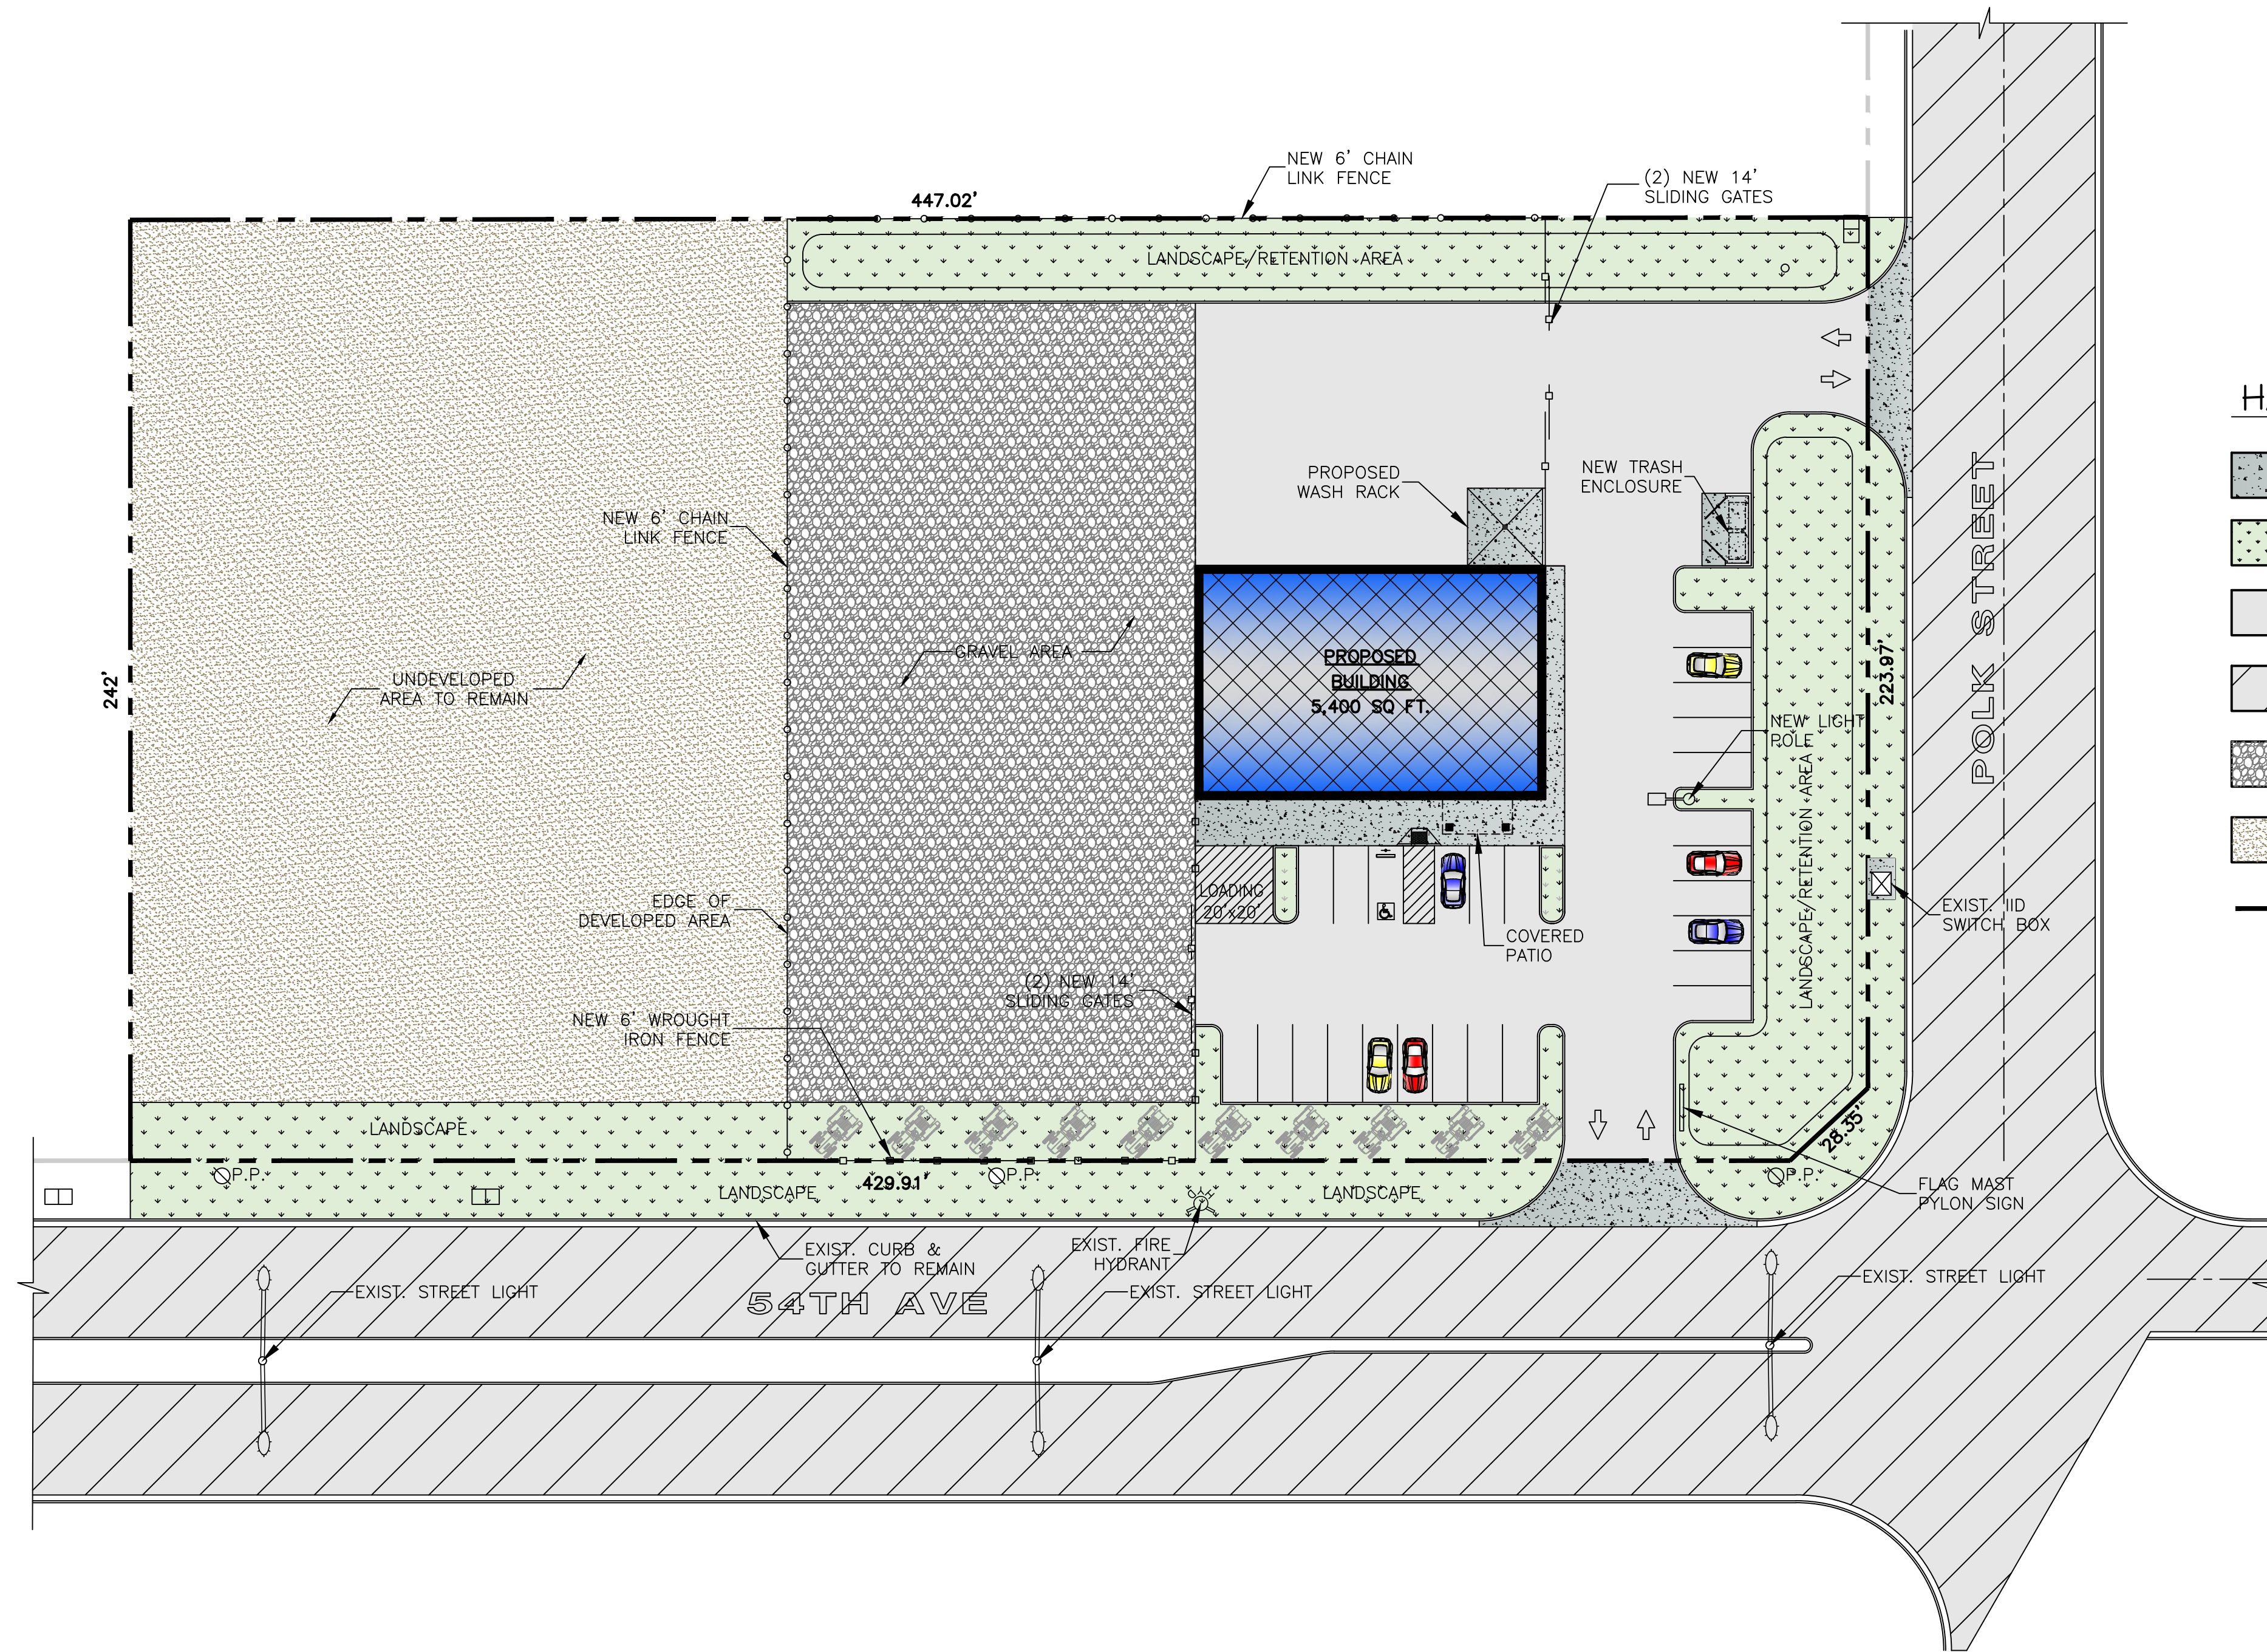 NEW 6' CHAIN
LINK FENCE
(2) NEW 14'
SLIDING GATES
447.02'
LANDSCAPE/RETENTION AREA
H
PROPOSED
WASH RACK
NEW TRASH
ENCLOSURE
NEW 6' CHAIN
LINK FENCE
POLK STREET
242'
UNDEVELOPED
AREA TO REMAIN
GRAVEL AREA
PROPOSED
BUILDING
5,400 SQ FT.
223.97'
NEW LIGHT
POLE
LANDSCAPE/RETENTION AREA
LOADING
20'x20'
EDGE OF
DEVELOPED AREA
COVERED
PATIO
EXIST. IID
SWITCH BOX
(2) NEW 14'
SLIDING GATES
NEW 6' WROUGHT
IRON FENCE
LANDSCAPE
28.35'
P.P.
P.P.
P.P.
429.91'
LANDSCAPE
LANDSCAPE
FLAG MAST
PYLON SIGN
EXIST. CURB &
GUTTER TO REMAIN
EXIST. FIRE
HYDRANT
EXIST. STREET LIGHT
54TH AVE
EXIST. STREET LIGHT
EXIST. STREET LIGHT